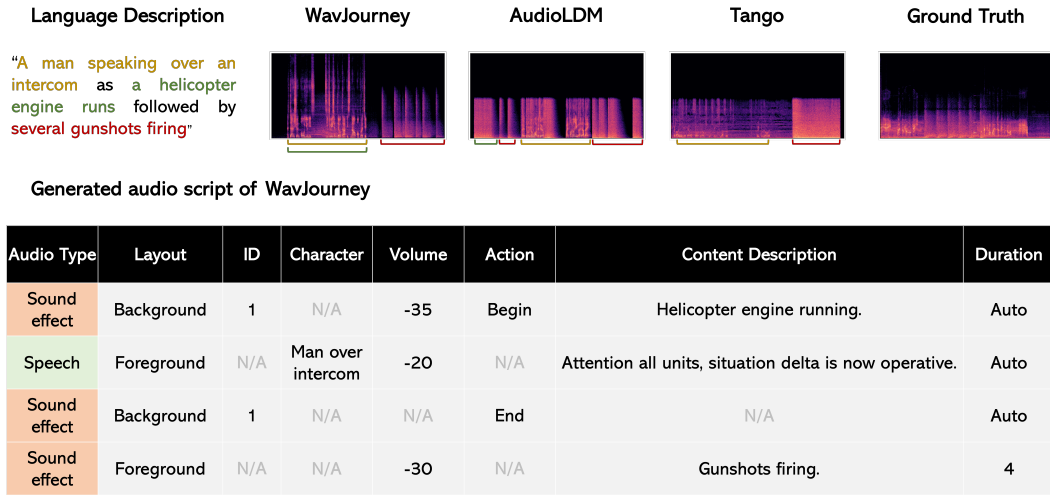 Language Description WavJourney AudioLDM Tango Ground Truth
“A man speaking over an
intercom as a helicopter
engine runs followed by
several gunshots firing”
Generated audio script of WavJourney
Audio Type Layout ID Character Volume Action Content Description Duration
Sound effect Background 1 N/A -35 Begin Helicopter engine running. Auto
Speech Foreground N/A Man over intercom -20 N/A Attention all units, situation delta is now operative. Auto
Sound effect Background 1 N/A N/A End N/A Auto
Sound effect Foreground N/A N/A -30 N/A Gunshots firing. 4